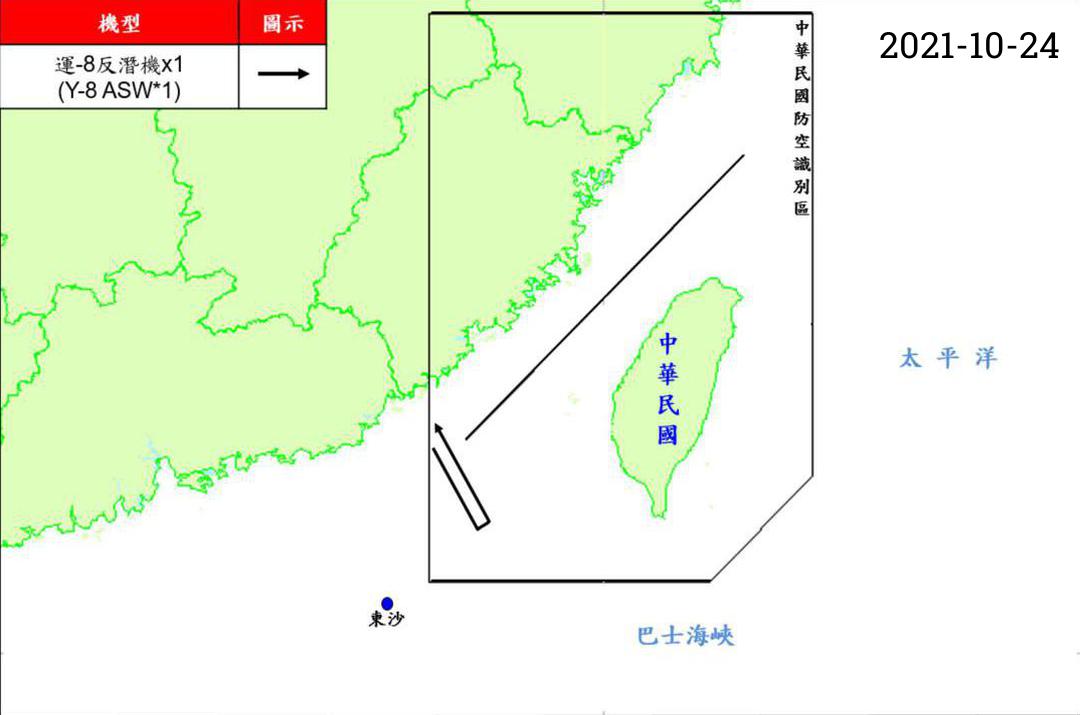 機型
圖示
運-8反潛機x1
(Y-8 ASW*1)
2021-10-24
中華民國防空識別區
中華民國
太平洋
東沙
巴士海峽